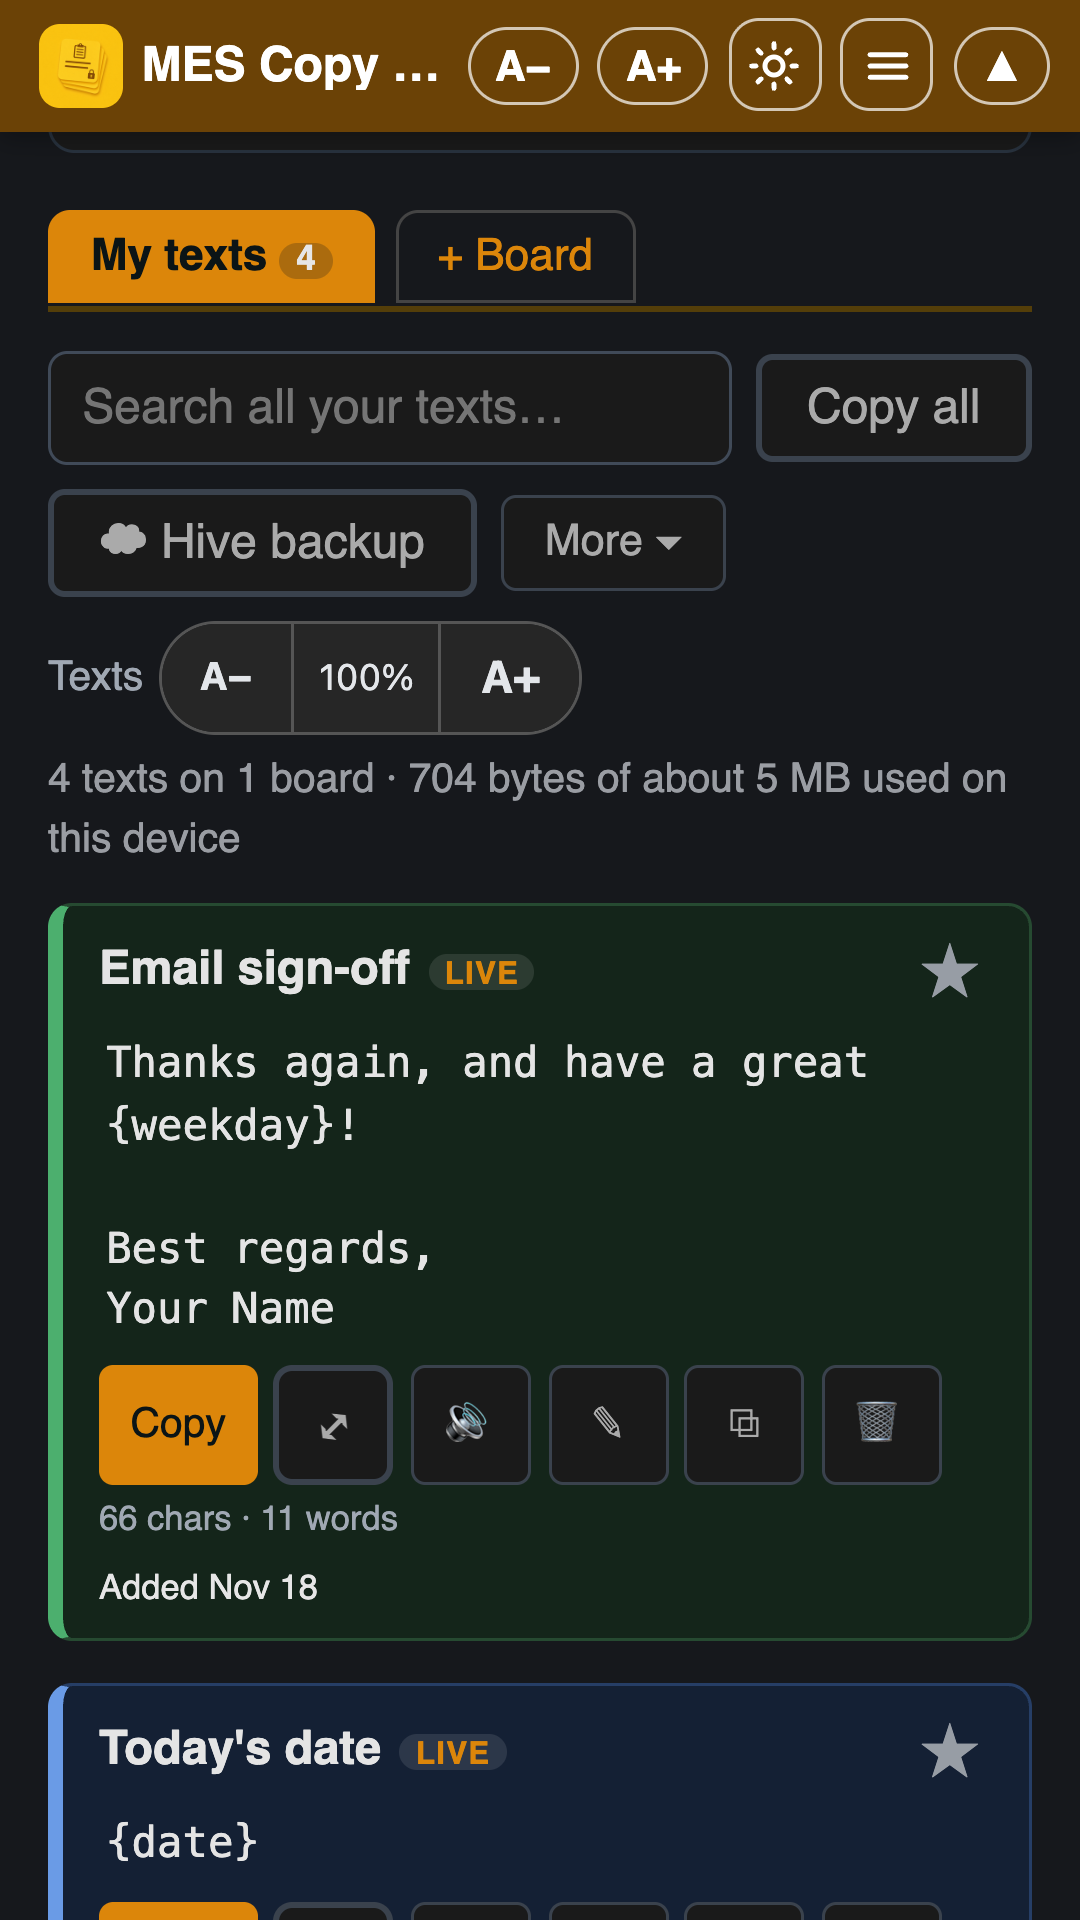 MES Copy …
A−
A+
My texts 4
+ Board
Search all your texts…
Copy all
Hive backup
More
Texts
A−
100%
A+
4 texts on 1 board · 704 bytes of about 5 MB used on
this device
Email sign-off LIVE
Thanks again, and have a great
{weekday}!
Best regards,
Your Name
Copy
66 chars · 11 words
Added Nov 18
Today's date LIVE
{date}